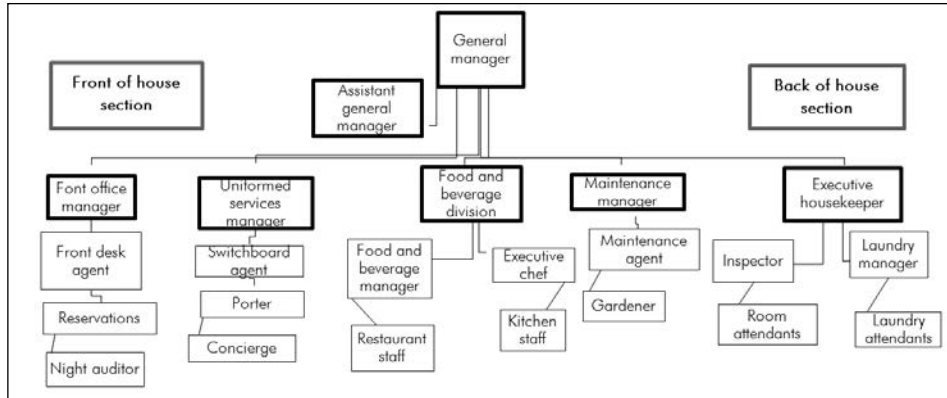 General
manager
Front of house
section
Assistant
general
manager
Back of house
section
Font office
manager
Uniformed
services
manager
Food and
beverage
division
Maintenance
manager
Executive
housekeeper
Front desk
agent
Switchboard
agent
Food and
beverage
manager
Executive
chef
Maintenance
agent
Inspector
Laundry
manager
Reservations
Porter
Gardener
Night auditor
Concierge
Restaurant
staff
Kitchen
staff
Room
attendants
Laundry
attendants